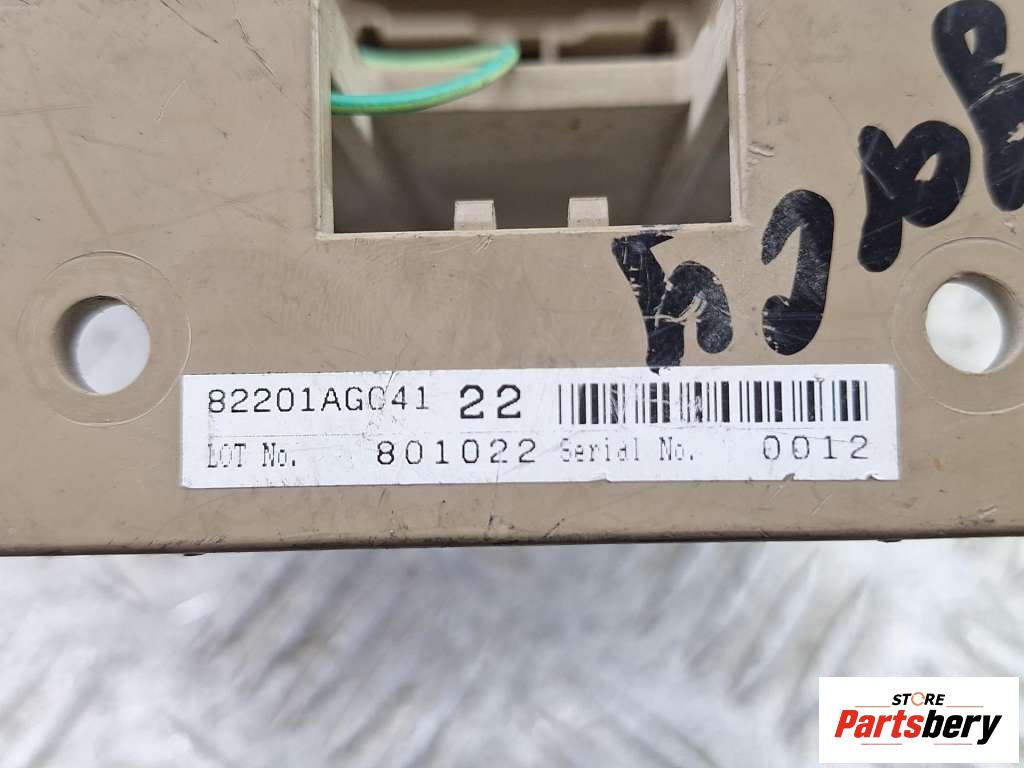 82201AG041 22
LOT No. 801022 Serial No. 0012
STORE
Partsbery